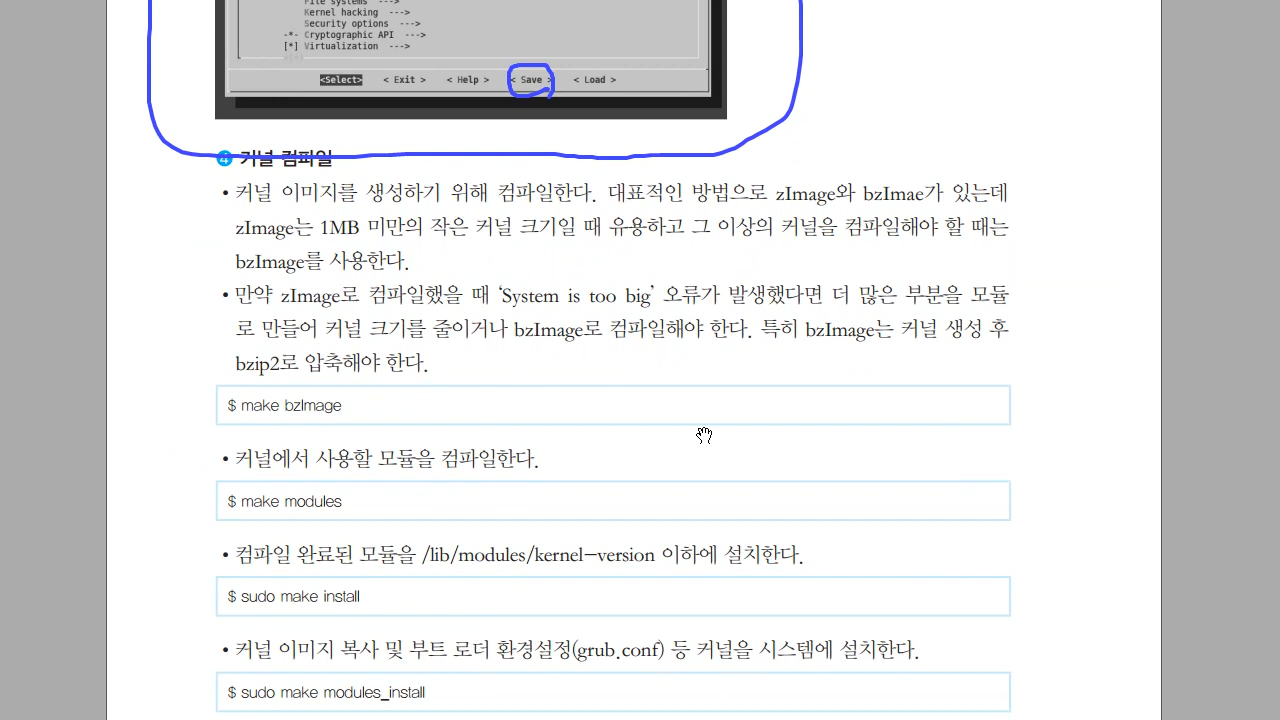 File systems --->
Kernel hacking --->
Security options --->
-*- Cryptographic API --->
[*] Virtualization --->
<Select> < Exit > < Help > < Save > < Load >
4 커널 컴파일
• 커널 이미지를 생성하기 위해 컴파일한다. 대표적인 방법으로 zImage와 bzImae가 있는데
zImage는 1MB 미만의 작은 커널 크기일 때 유용하고 그 이상의 커널을 컴파일해야 할 때는
bzImage를 사용한다.
• 만약 zImage로 컴파일했을 때 ‘System is too big’ 오류가 발생했다면 더 많은 부분을 모듈
로 만들어 커널 크기를 줄이거나 bzImage로 컴파일해야 한다. 특히 bzImage는 커널 생성 후
bzip2로 압축해야 한다.
$ make bzImage
• 커널에서 사용할 모듈을 컴파일한다.
$ make modules
• 컴파일 완료된 모듈을 /lib/modules/kernel−version 이하에 설치한다.
$ sudo make install
• 커널 이미지 복사 및 부트 로더 환경설정(grub.conf) 등 커널을 시스템에 설치한다.
$ sudo make modules_install